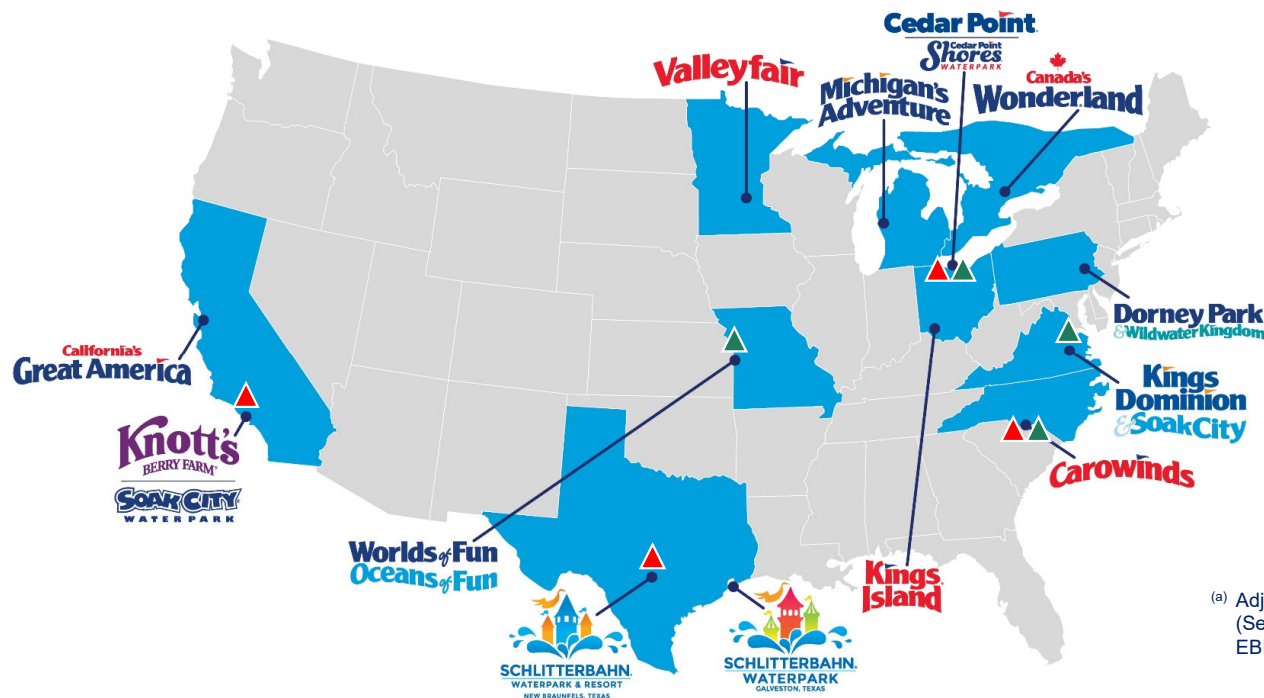 Cedar Point
Cedar Point
Shores
WATERPARK
Valleyfair
Michigan's
Adventure
Canada's
Wonderland
Dorney Park
&Wildwater Kingdom
California's
Great America
Kings
Dominion
&Soak City
Knott's
BERRY FARM®
SOAK CITY
WATERPARK
Carowinds
Worlds of Fun
Oceans of Fun
Kings
Island
SCHLITTERBAHN
WATERPARK & RESORT
NEW BRAUNFELS, TEXAS
SCHLITTERBAHN
WATERPARK
GALVESTON, TEXAS
(a) Adj
(Se
EB